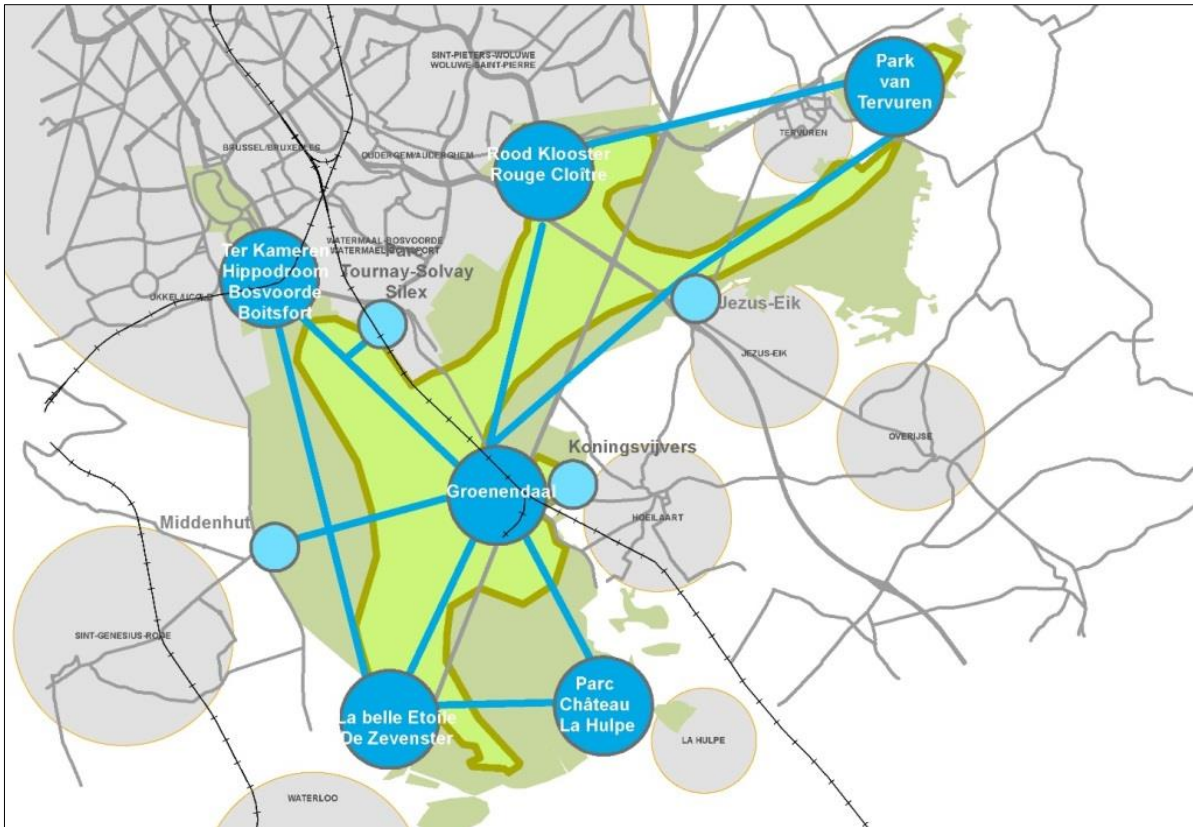 SINT-PIETERS-WOLUWE
WOLUWE-SAINT-PIERRE
Park
van
Tervuren
TERVUREN
BRUSSEL/BRUXELLES
OUDERGEM/AUDERGHEM
Rood Klooster
Rouge Cloître
WATERMAAL-BOSVOORDE
Parc
Tournay-Solvay
Silex
Ter Kameren
Hippodroom
Bosvoorde
Boitsfort
Jezus-Eik
JEZUS-EIK
OVERIJSE
Koningsvijvers
Groenendaal
HOEILAART
Middenhut
SINT-GENESIUS-RODE
La belle Etoile
De Zevenster
Parc
Château
La Hulpe
LA HULPE
WATERLOO